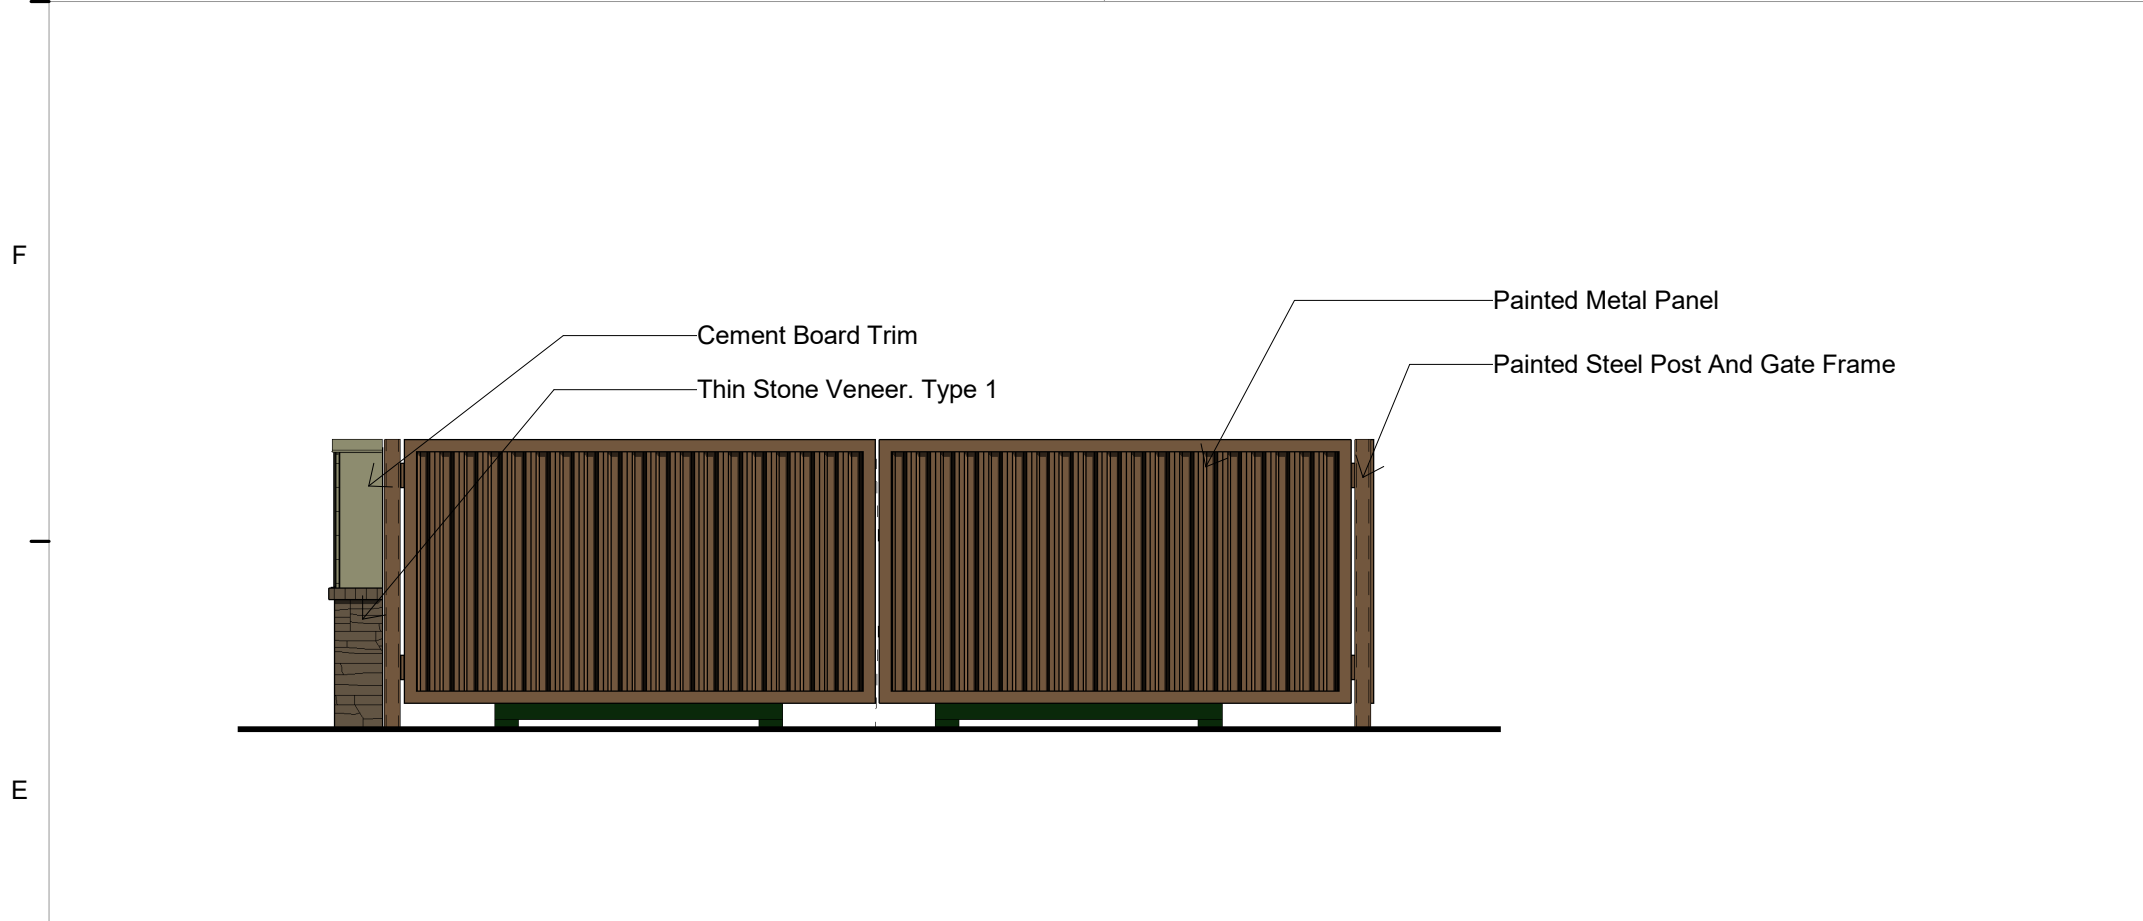 F
Painted Metal Panel
Cement Board Trim
Painted Steel Post And Gate Frame
Thin Stone Veneer. Type 1
E